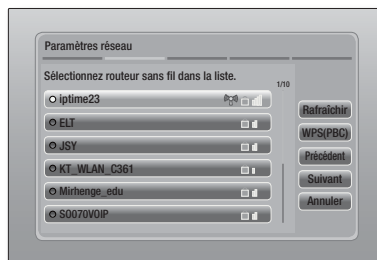 Paramètres réseau
Sélectionnez routeur sans fil dans la liste.
1/10
iptime23
ELT
JSY
KT_WLAN_C361
Mirhenge_edu
SO070VOIP
Rafraîchir
WPS(PBC)
Précédent
Suivant
Annuler